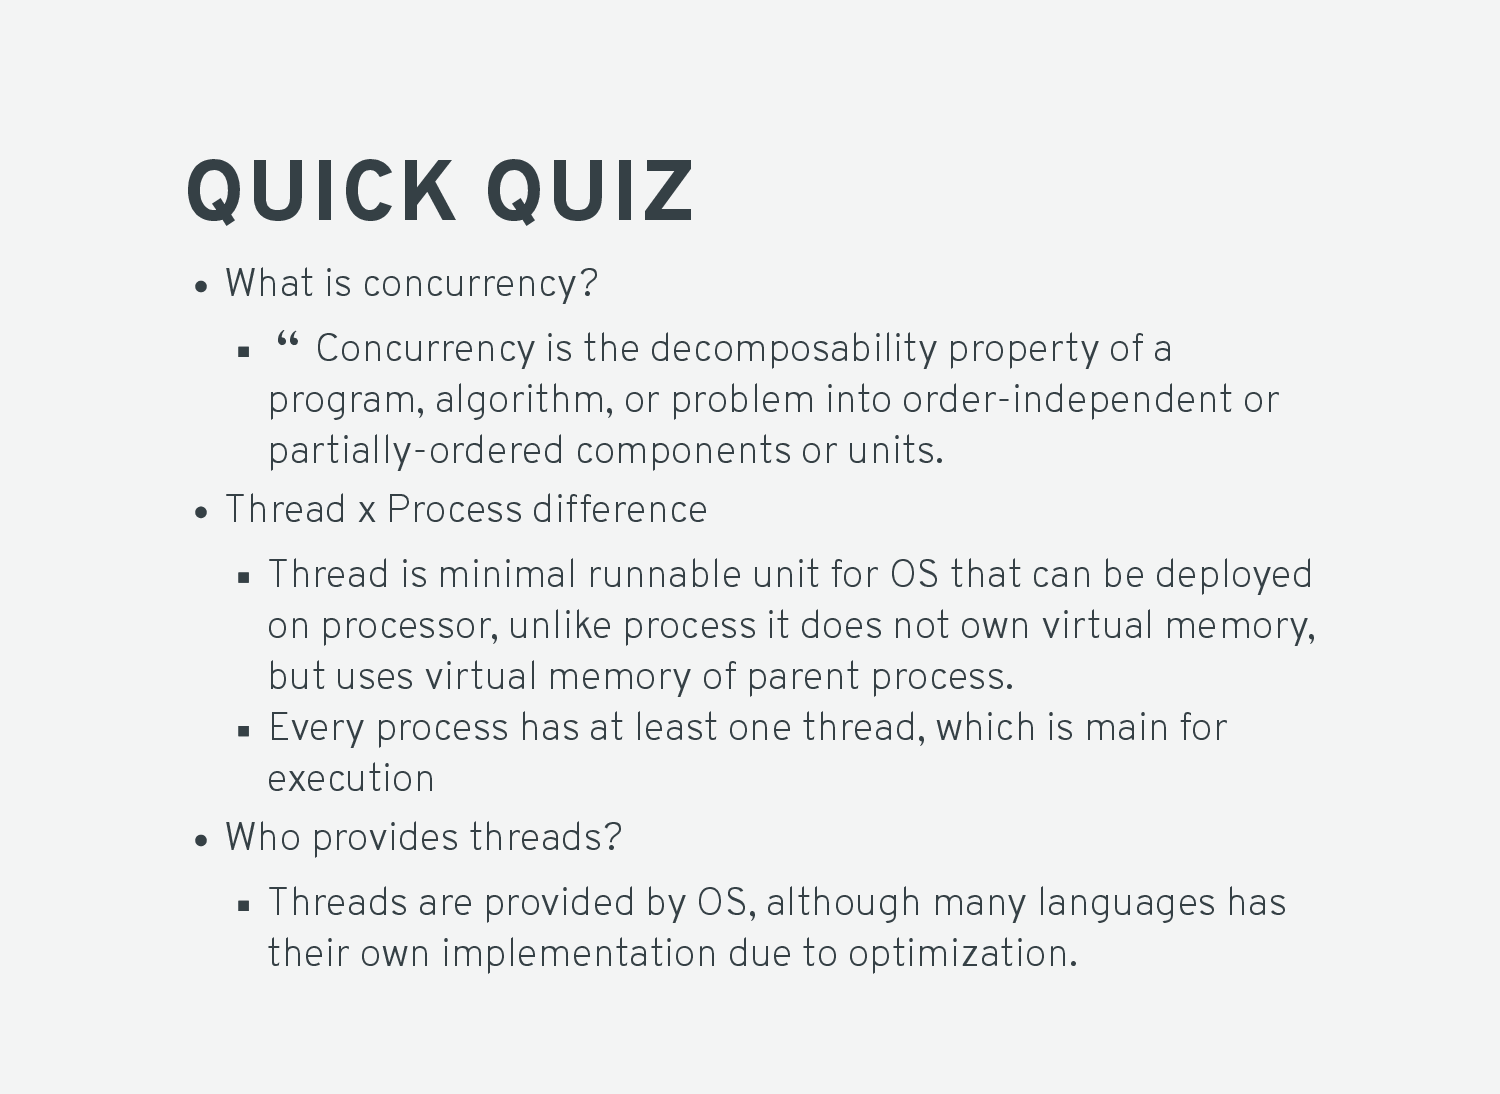 QUICK QUIZ
• What is concurrency?
▪ “ Concurrency is the decomposability property of a
program, algorithm, or problem into order-independent or
partially-ordered components or units.
• Thread x Process difference
▪ Thread is minimal runnable unit for OS that can be deployed
on processor, unlike process it does not own virtual memory,
but uses virtual memory of parent process.
▪ Every process has at least one thread, which is main for
execution
• Who provides threads?
▪ Threads are provided by OS, although many languages has
their own implementation due to optimization.